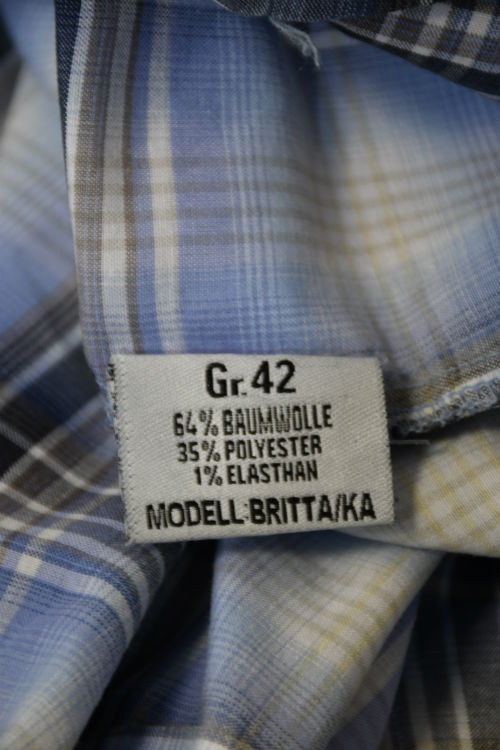 Gr. 42
64% BAUMWOLLE
35% POLYESTER
1% ELASTHAN
MODELL:BRITTA/KA